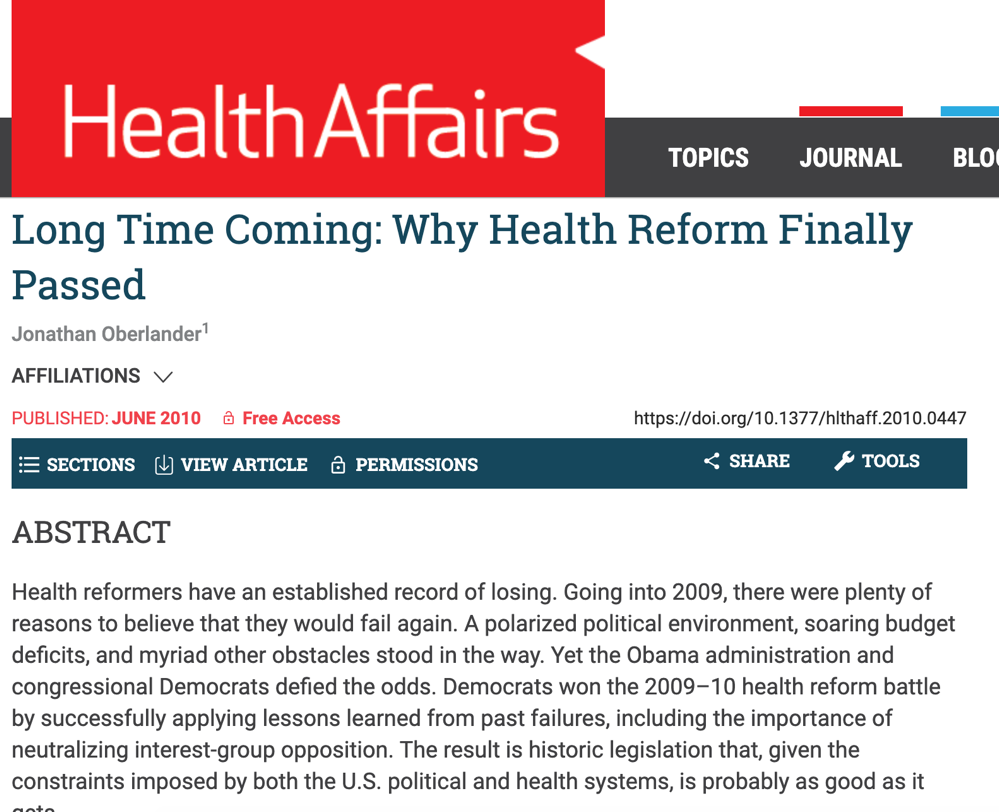 HealthAffairs
TOPICS JOURNAL BLO
Long Time Coming: Why Health Reform Finally
Passed
Jonathan Oberlander1
AFFILIATIONS
PUBLISHED: JUNE 2010 Free Access https://doi.org/10.1377/hlthaff.2010.0447
SECTIONS VIEW ARTICLE PERMISSIONS SHARE TOOLS
ABSTRACT
Health reformers have an established record of losing. Going into 2009, there were plenty of
reasons to believe that they would fail again. A polarized political environment, soaring budget
deficits, and myriad other obstacles stood in the way. Yet the Obama administration and
congressional Democrats defied the odds. Democrats won the 2009–10 health reform battle
by successfully applying lessons learned from past failures, including the importance of
neutralizing interest-group opposition. The result is historic legislation that, given the
constraints imposed by both the U.S. political and health systems, is probably as good as it